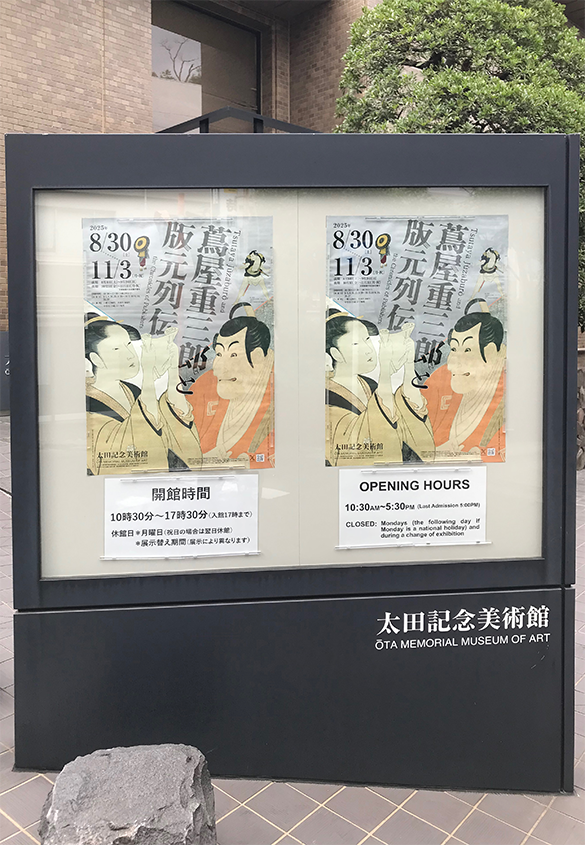 2025年
8/30
11/3
蔦屋重三郎と
版元列伝
Tsutaya Juzaburo and
太田記念美術館
2025年
8/30
11/3
蔦屋重三郎と
版元列伝
Tsutaya Juzaburo and
太田記念美術館
開館時間
10時30分～17時30分(入館17時まで)
休館日 *月曜日(祝日の場合は翌日休館)
*展示替え期間(展示により異なります)
OPENING HOURS
10:30AM~5:30PM (Last Admission 5:00PM)
CLOSED: Mondays (the following day if
Monday is a national holiday) and
during a change of exhibition
太田記念美術館
ŌTA MEMORIAL MUSEUM OF ART